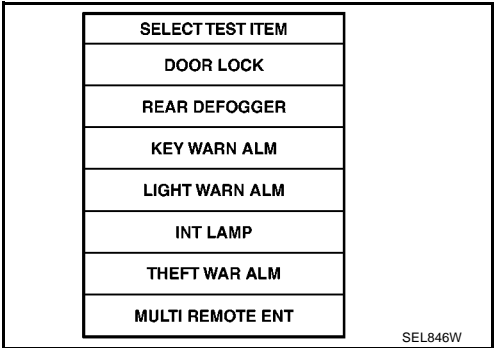 SELECT TEST ITEM
DOOR LOCK
REAR DEFOGGER
KEY WARN ALM
LIGHT WARN ALM
INT LAMP
THEFT WAR ALM
MULTI REMOTE ENT
SEL846W